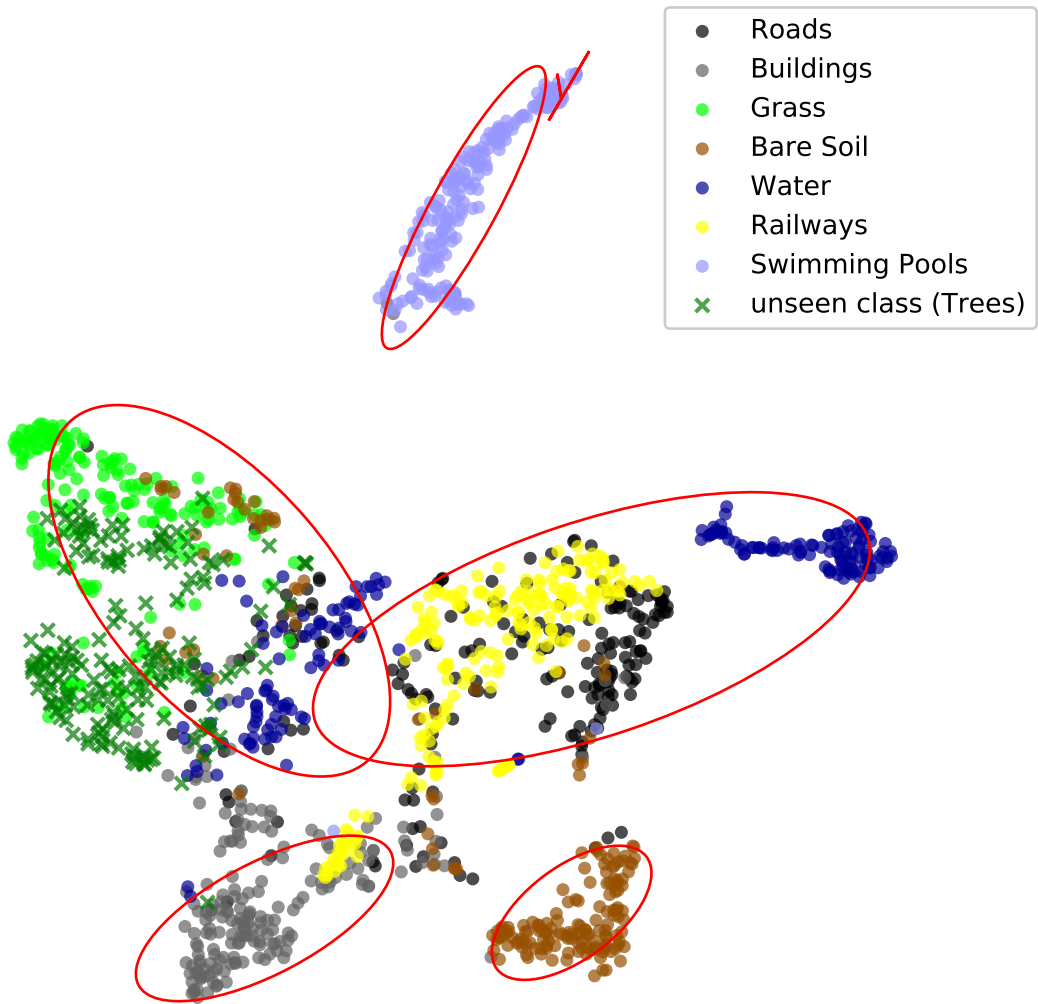 Roads
Buildings
Grass
Bare Soil
Water
Railways
Swimming Pools
unseen class (Trees)